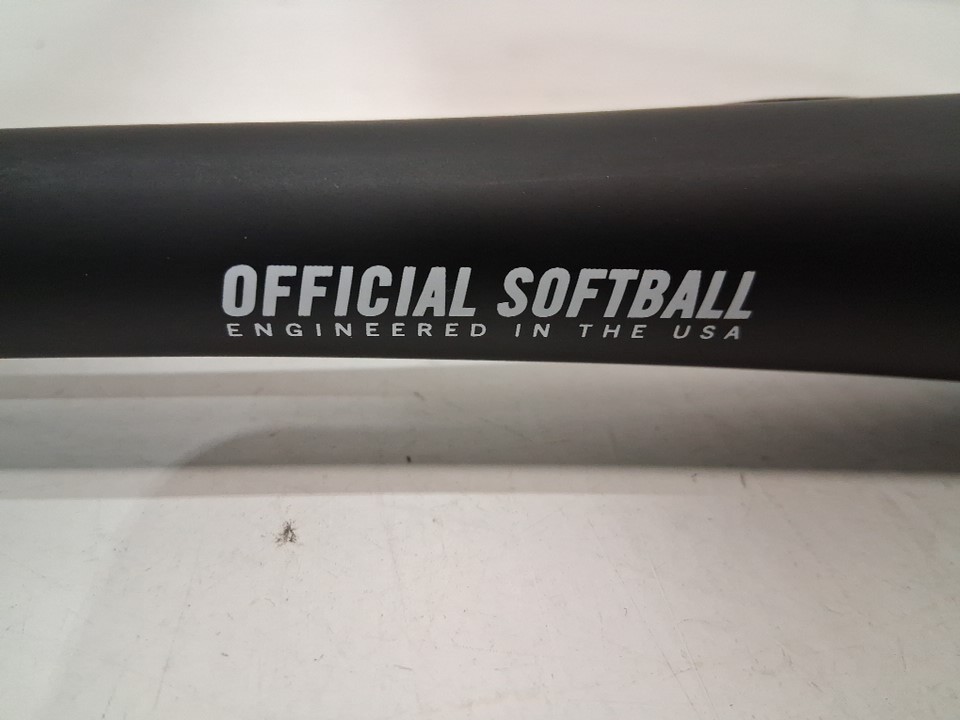 OFFICIAL SOFTBALL
ENGINEERED IN THE USA